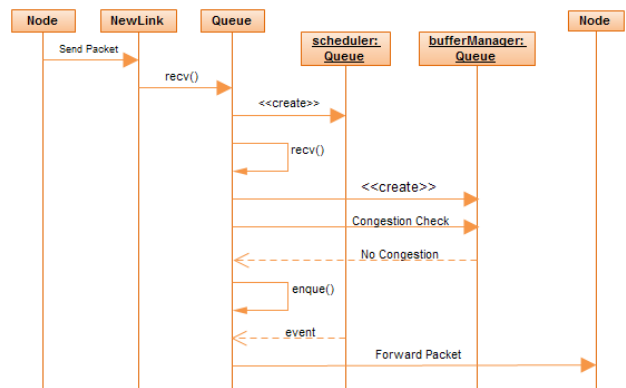 Node
NewLink
Queue
Node
scheduler:
Queue
bufferManager:
Queue
Send Packet
recv()
<<create>>
recv()
<<create>>
Congestion Check
No Congestion
enque()
event
Forward Packet